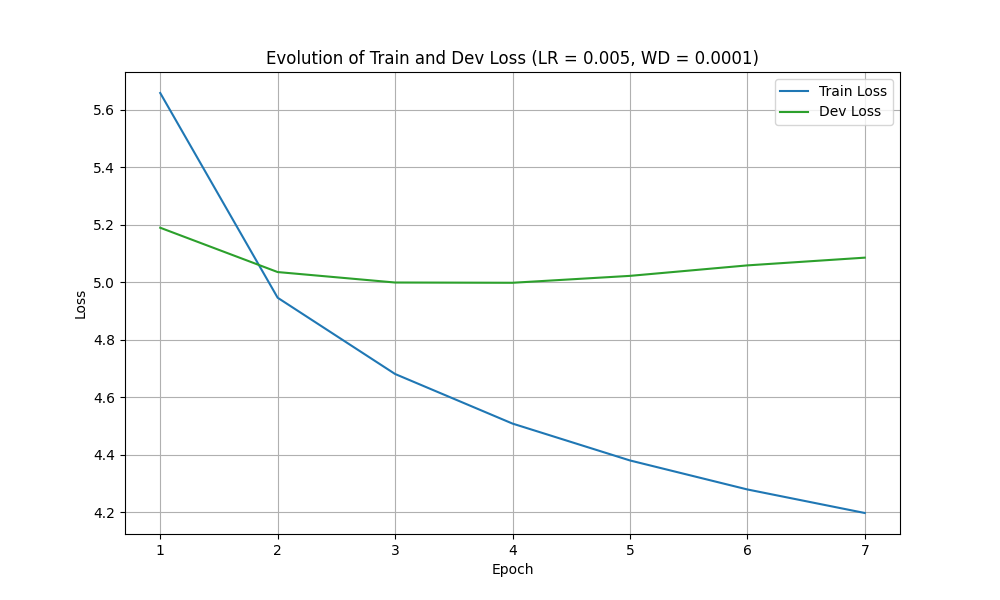 Evolution of Train and Dev Loss (LR = 0.005, WD = 0.0001)
Train Loss
Dev Loss
5.6
5.4
5.2
5.0
4.8
4.6
4.4
4.2
Loss
1 2 3 4 5 6 7
Epoch